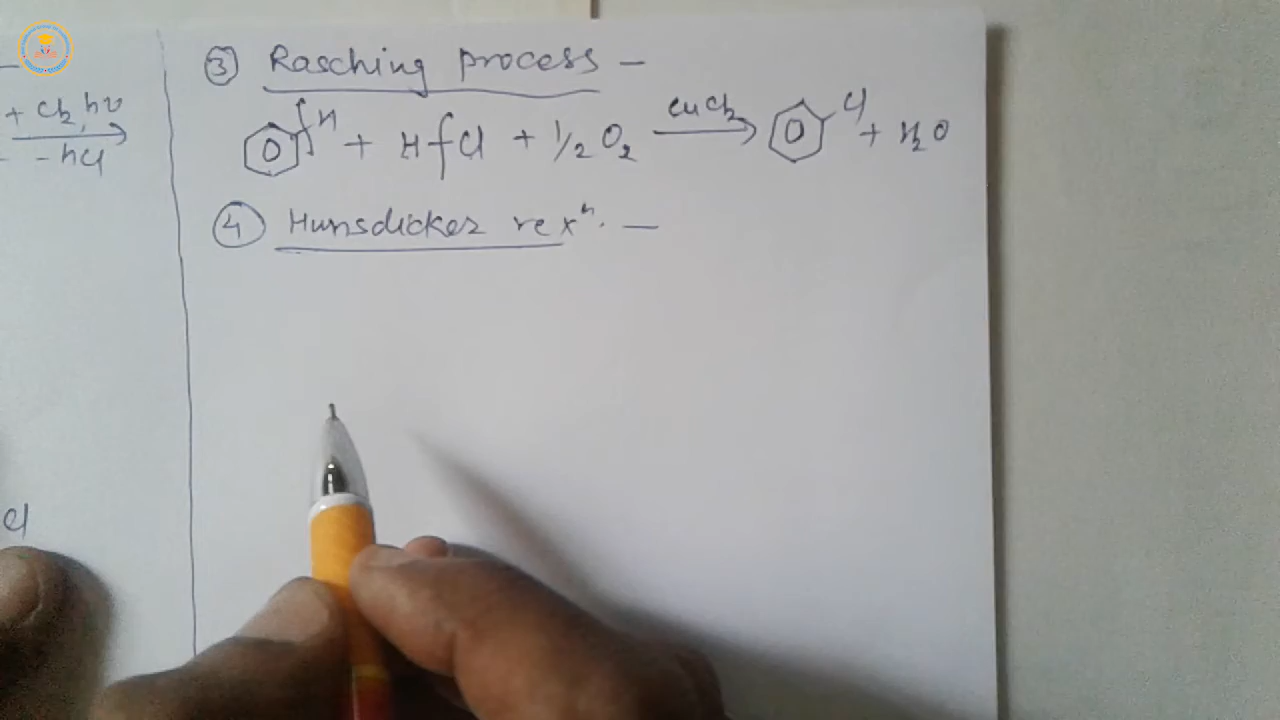 + Cl2, hν
- HCl
Cl
③ Rasching process —
H + HCl + 1/2 O2 CuCl2 Cl + H2O
④ Hunsdicker rexn. —